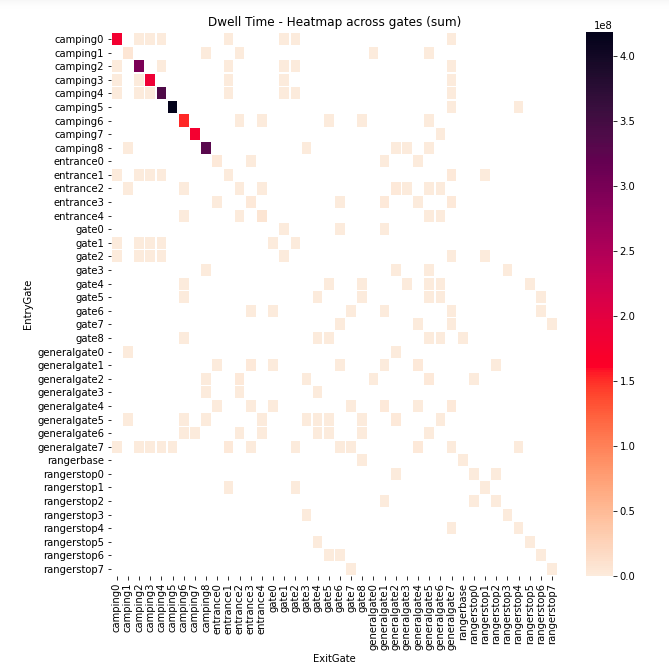 Dwell Time - Heatmap across gates (sum)
1e8
camping0
camping1
camping2
camping3
camping4
camping5
camping6
camping7
camping8
entrance0
entrance1
entrance2
entrance3
entrance4
gate0
gate1
gate2
gate3
gate4
gate5
gate6
gate7
gate8
generalgate0
generalgate1
generalgate2
generalgate3
generalgate4
generalgate5
generalgate6
generalgate7
rangerbase
rangerstop0
rangerstop1
rangerstop2
rangerstop3
rangerstop4
rangerstop5
rangerstop6
rangerstop7
EntryGate
4.0
3.5
3.0
2.5
2.0
1.5
1.0
0.5
0.0
camping0
camping1
camping2
camping3
camping4
camping5
camping6
camping7
camping8
entrance0
entrance1
entrance2
entrance3
entrance4
gate0
gate1
gate2
gate3
gate4
gate5
gate6
gate7
gate8
generalgate0
generalgate1
generalgate2
generalgate3
generalgate4
generalgate5
generalgate6
generalgate7
rangerbase
rangerstop0
rangerstop1
rangerstop2
rangerstop3
rangerstop4
rangerstop5
rangerstop6
rangerstop7
ExitGate